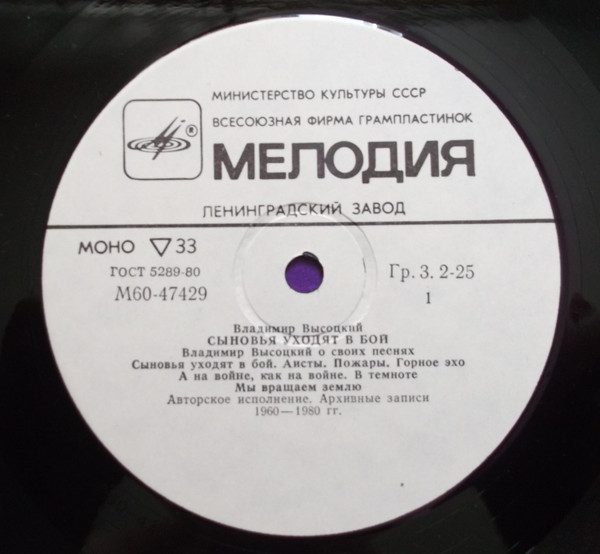 МИНИСТЕРСТВО КУЛЬТУРЫ СССР
ВСЕСОЮЗНАЯ ФИРМА ГРАМПЛАСТИНОК
®
МЕЛОДИЯ
ЛЕНИНГРАДСКИЙ ЗАВОД
МОНО ▽ 33
ГОСТ 5289-80
Гр. 3. 2-25
М60-47429
1
Владимир Высоцкий
СЫНОВЬЯ УХОДЯТ В БОЙ
Владимир Высоцкий о своих песнях
Сыновья уходят в бой. Аисты. Пожары. Горное эхо
А на войне, как на войне. В темноте
Мы вращаем землю
Авторское исполнение. Архивные записи
1960—1980 гг.